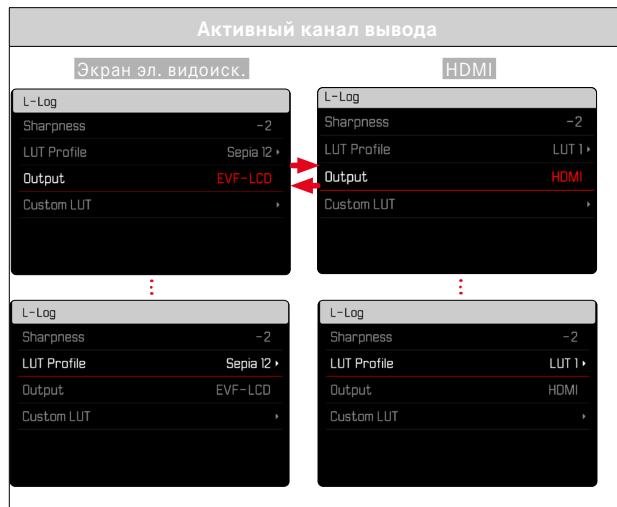 Активный канал вывода
Экран эл. видоиск.
HDMI
L-Log
Sharpness -2
LUT Profile Sepia 12
Output EVF-LCD
Custom LUT
L-Log
Sharpness -2
LUT Profile LUT 1
Output HDMI
Custom LUT
L-Log
Sharpness -2
LUT Profile Sepia 12
Output EVF-LCD
Custom LUT
L-Log
Sharpness -2
LUT Profile LUT 1
Output HDMI
Custom LUT